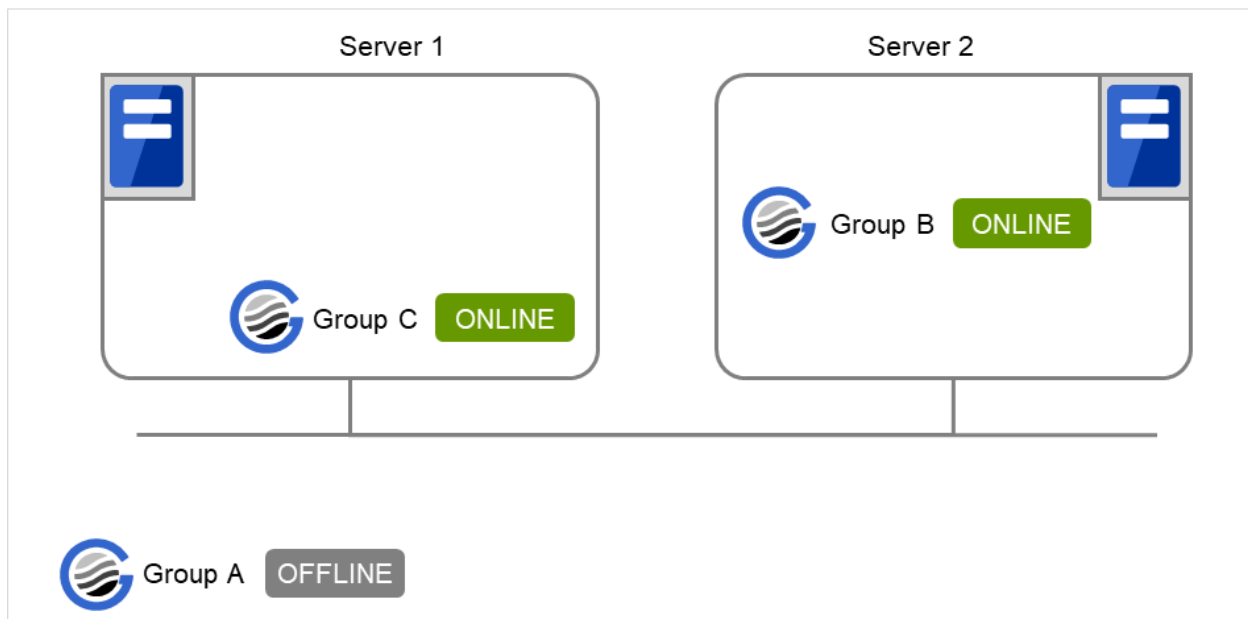 Server 1
Server 2
Group B ONLINE
Group C ONLINE
Group A OFFLINE